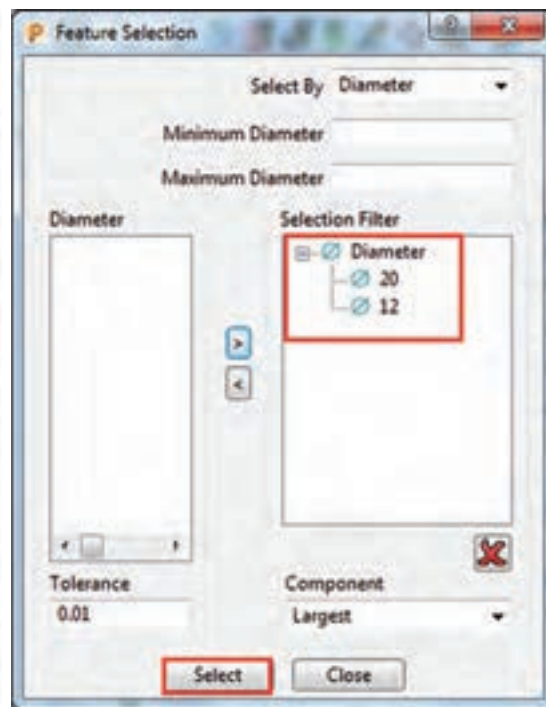 Feature Selection
Select By Diameter
Minimum Diameter
Maximum Diameter
Diameter
Selection Filter
Diameter
20
12
>
<
Tolerance
Component
0.01
Largest
Select
Close